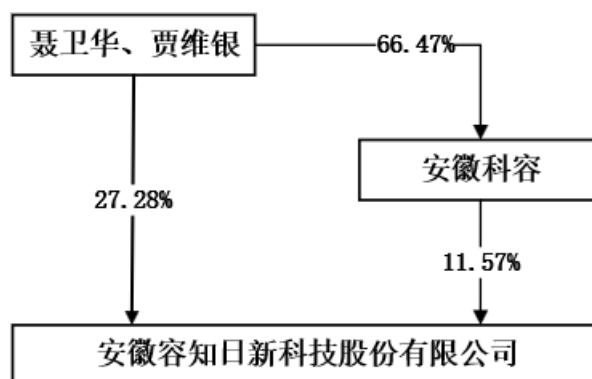 聂卫华、贾维银
66.47%
安徽科容
27.28%
11.57%
安徽容知日新科技股份有限公司